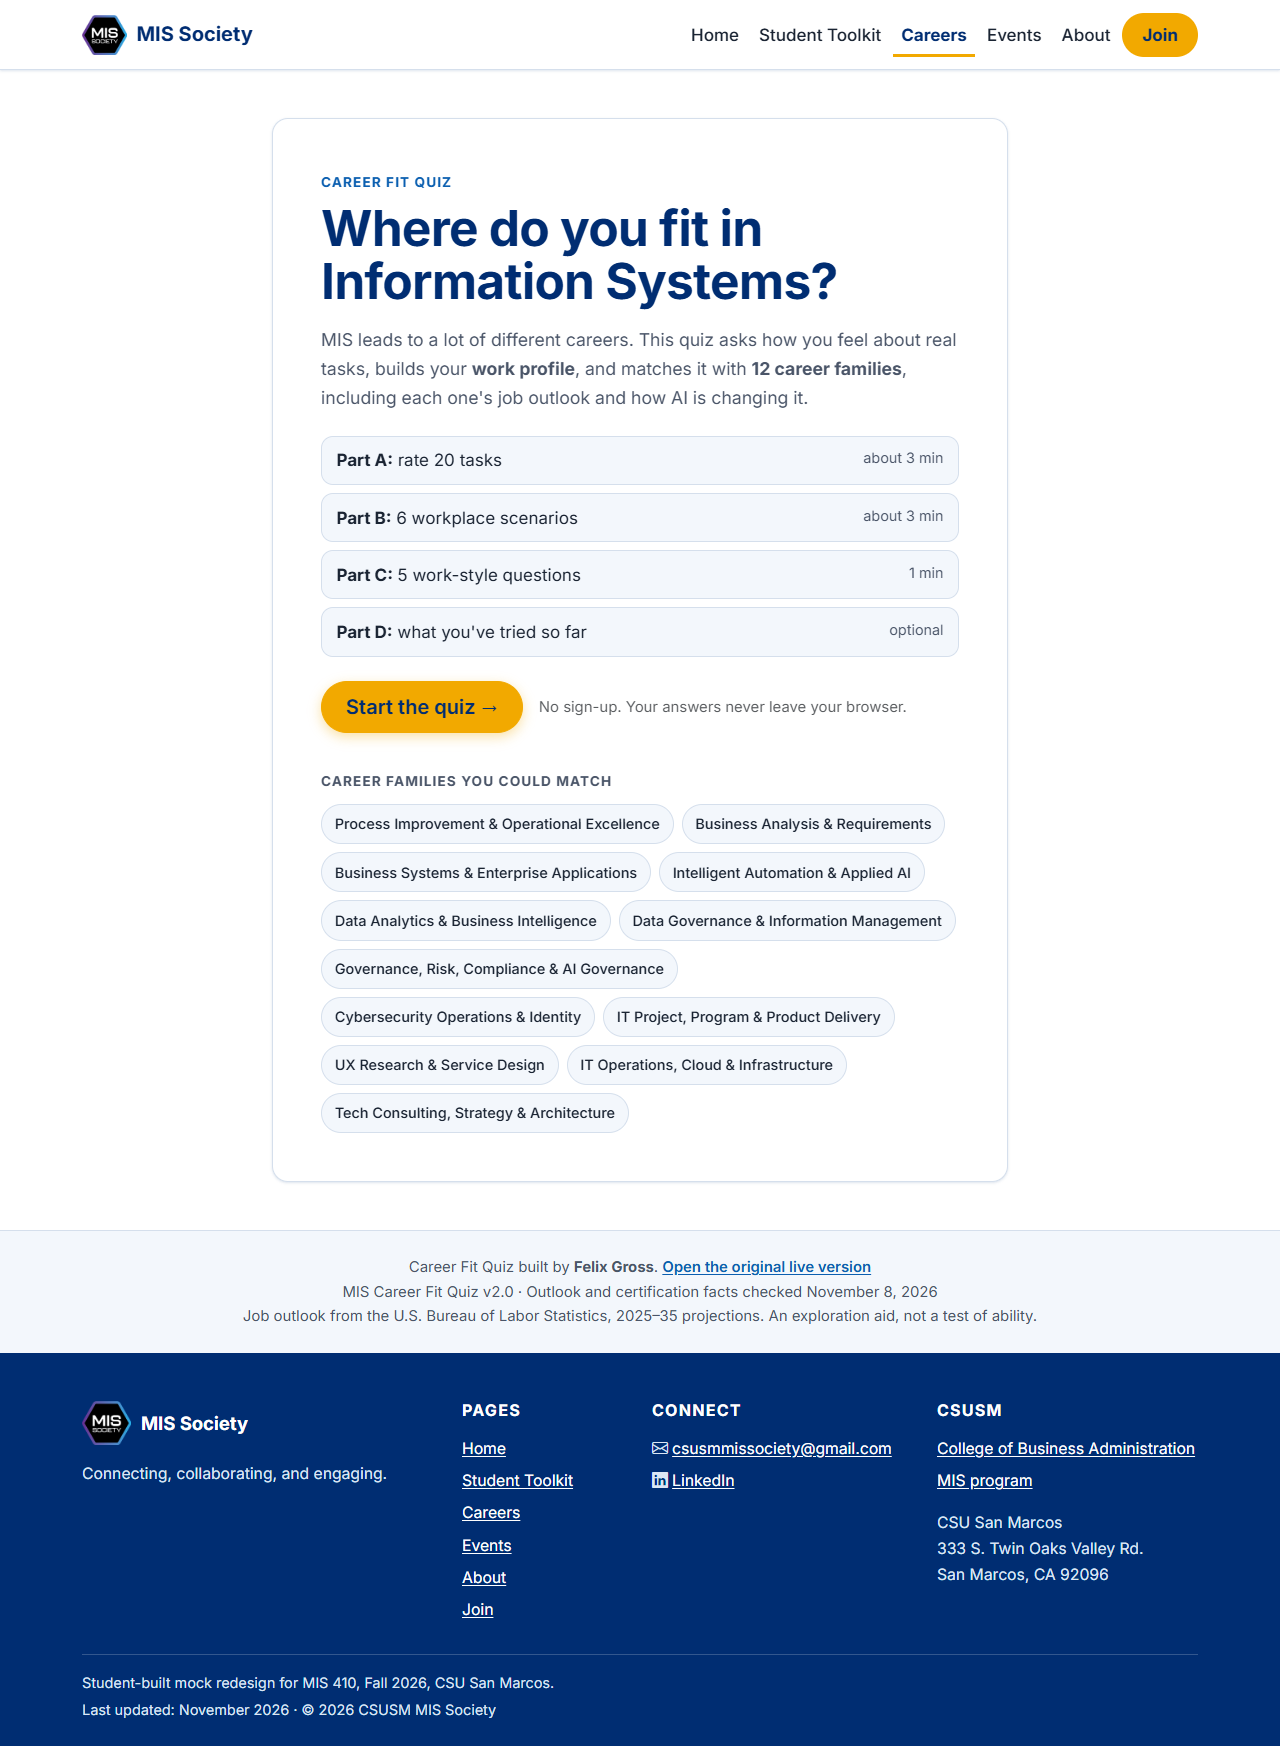 MIS SOCIETY
MIS Society
Home Student Toolkit Careers Events About Join
CAREER FIT QUIZ
Where do you fit in
Information Systems?
MIS leads to a lot of different careers. This quiz asks how you feel about real
tasks, builds your work profile, and matches it with 12 career families,
including each one's job outlook and how AI is changing it.
Part A: rate 20 tasks about 3 min
Part B: 6 workplace scenarios about 3 min
Part C: 5 work-style questions 1 min
Part D: what you've tried so far optional
Start the quiz → No sign-up. Your answers never leave your browser.
CAREER FAMILIES YOU COULD MATCH
Process Improvement & Operational Excellence Business Analysis & Requirements
Business Systems & Enterprise Applications Intelligent Automation & Applied AI
Data Analytics & Business Intelligence Data Governance & Information Management
Governance, Risk, Compliance & AI Governance
Cybersecurity Operations & Identity IT Project, Program & Product Delivery
UX Research & Service Design IT Operations, Cloud & Infrastructure
Tech Consulting, Strategy & Architecture
Career Fit Quiz built by Felix Gross. Open the original live version
MIS Career Fit Quiz v2.0 · Outlook and certification facts checked November 8, 2026
Job outlook from the U.S. Bureau of Labor Statistics, 2025–35 projections. An exploration aid, not a test of ability.
MIS SOCIETY
MIS Society
Connecting, collaborating, and engaging.
PAGES
Home
Student Toolkit
Careers
Events
About
Join
CONNECT
csusmmissociety@gmail.com
LinkedIn
CSUSM
College of Business Administration
MIS program
CSU San Marcos
333 S. Twin Oaks Valley Rd.
San Marcos, CA 92096
Student-built mock redesign for MIS 410, Fall 2026, CSU San Marcos.
Last updated: November 2026 · © 2026 CSUSM MIS Society